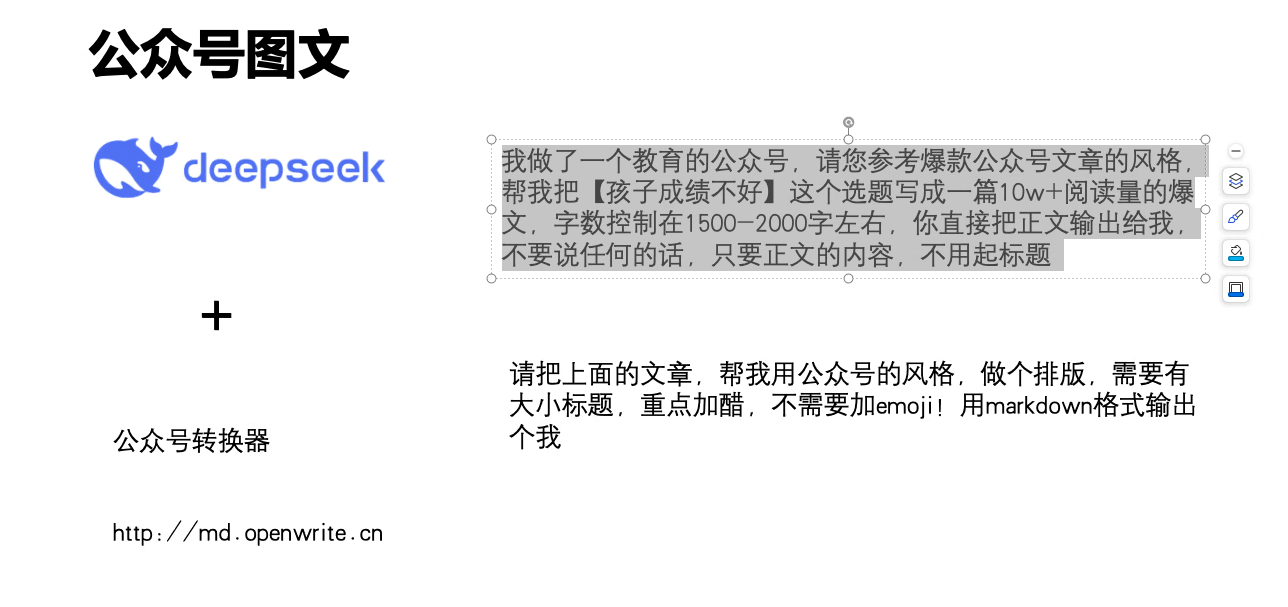 公众号图文
deepseek
我做了一个教育的公众号，请您参考爆款公众号文章的风格，
帮我把【孩子成绩不好】这个选题写成一篇10w+阅读量的爆
文，字数控制在1500-2000字左右，你直接把正文输出给我，
不要说任何的话，只要正文的内容，不用起标题
+
请把上面的文章，帮我用公众号的风格，做个排版，需要有
大小标题，重点加醋，不需要加emoji！用markdown格式输出
个我
公众号转换器
http://md.openwrite.cn